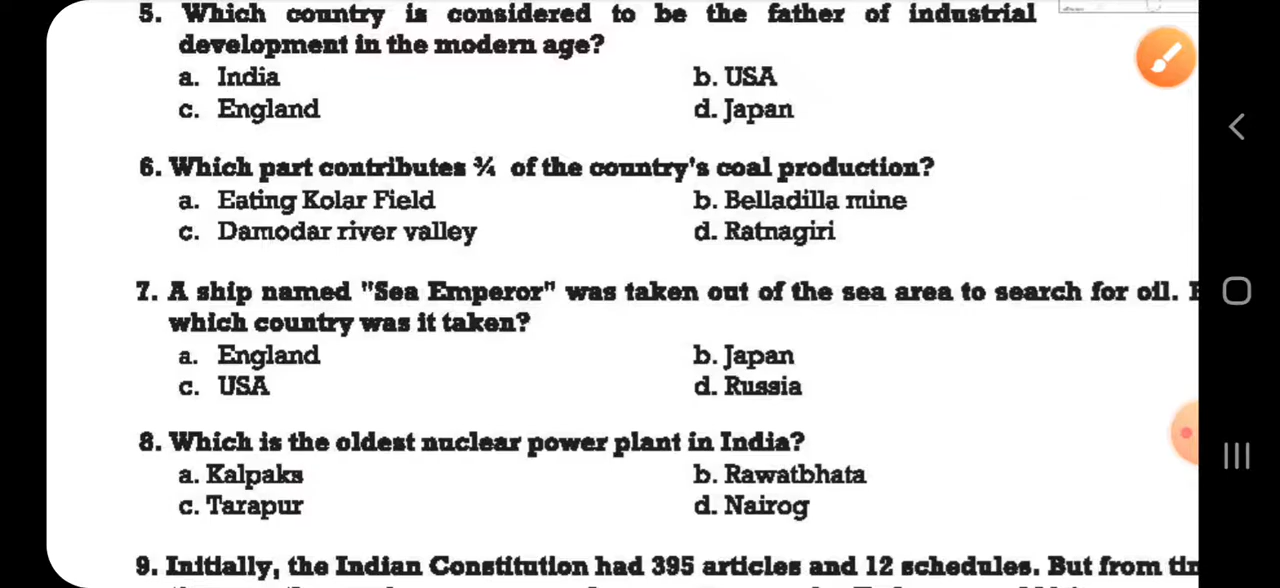 5. Which country is considered to be the father of industrial
development in the modern age?
a. India b. USA
c. England d. Japan
6. Which part contributes ¾ of the country's coal production?
a. Eating Kolar Field b. Belladilla mine
c. Damodar river valley d. Ratnagiri
7. A ship named "Sea Emperor" was taken out of the sea area to search for oil.
which country was it taken?
a. England b. Japan
c. USA d. Russia
8. Which is the oldest nuclear power plant in India?
a. Kalpaks b. Rawatbhata
c. Tarapur d. Nairog
9. Initially, the Indian Constitution had 395 articles and 12 schedules. But from